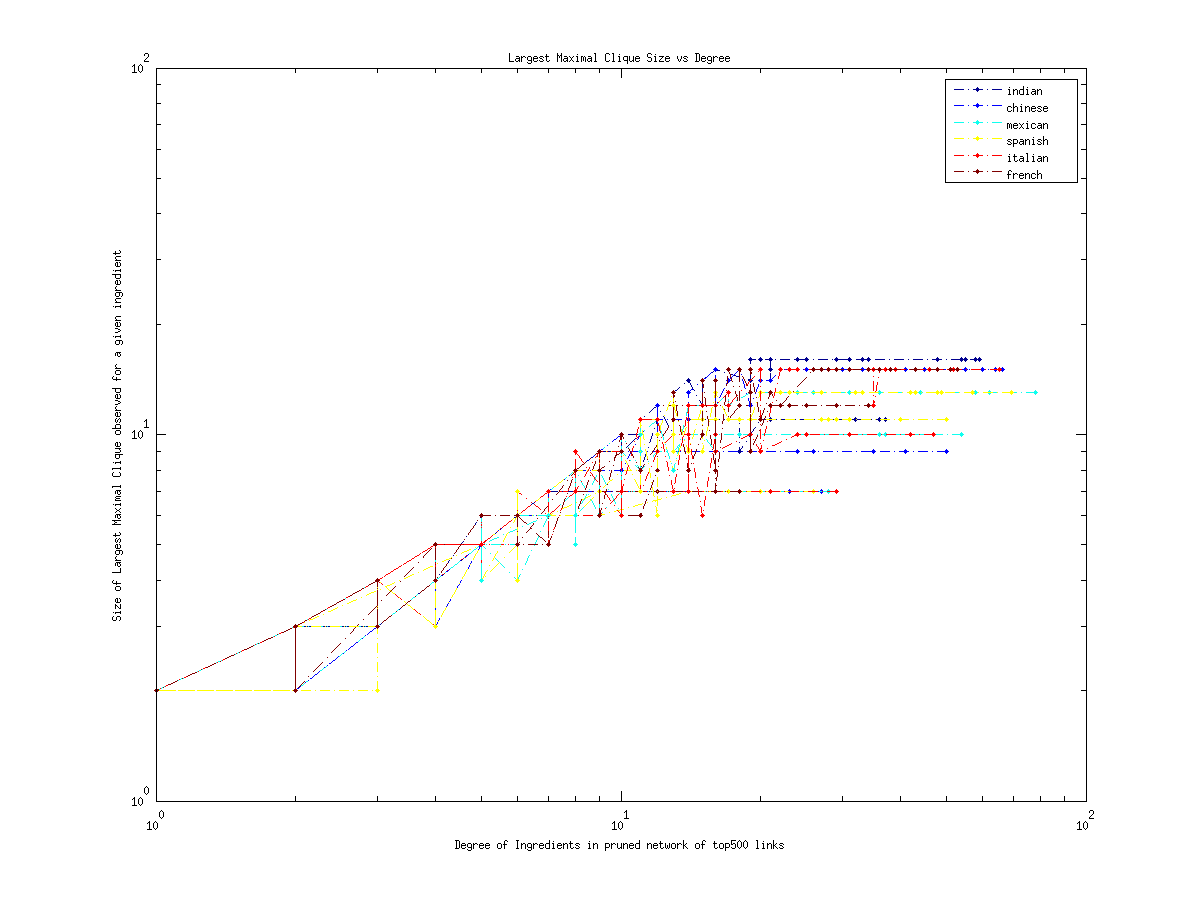 Largest Maximal Clique Size vs Degree
10^2
indian
chinese
mexican
spanish
italian
french
Size of Largest Maximal Clique observed for a given ingredient
10^1
10^0
10^0
10^1
10^2
Degree of Ingredients in pruned network of top500 links